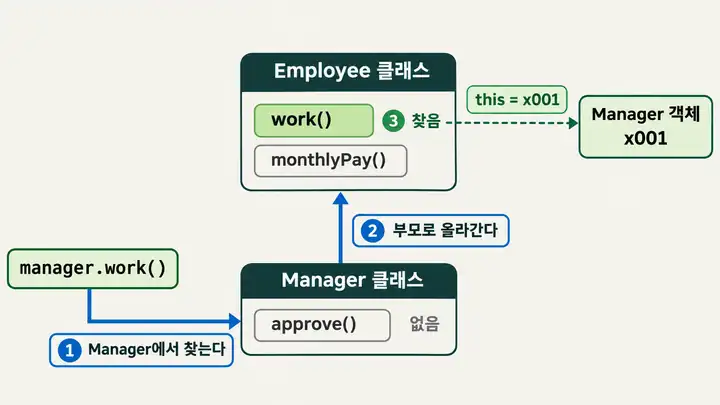 Employee 클래스
work()
3 찾음
this = x001
Manager 객체
x001
monthlyPay()
2 부모로 올라간다
manager.work()
Manager 클래스
approve() 없음
1 Manager에서 찾는다